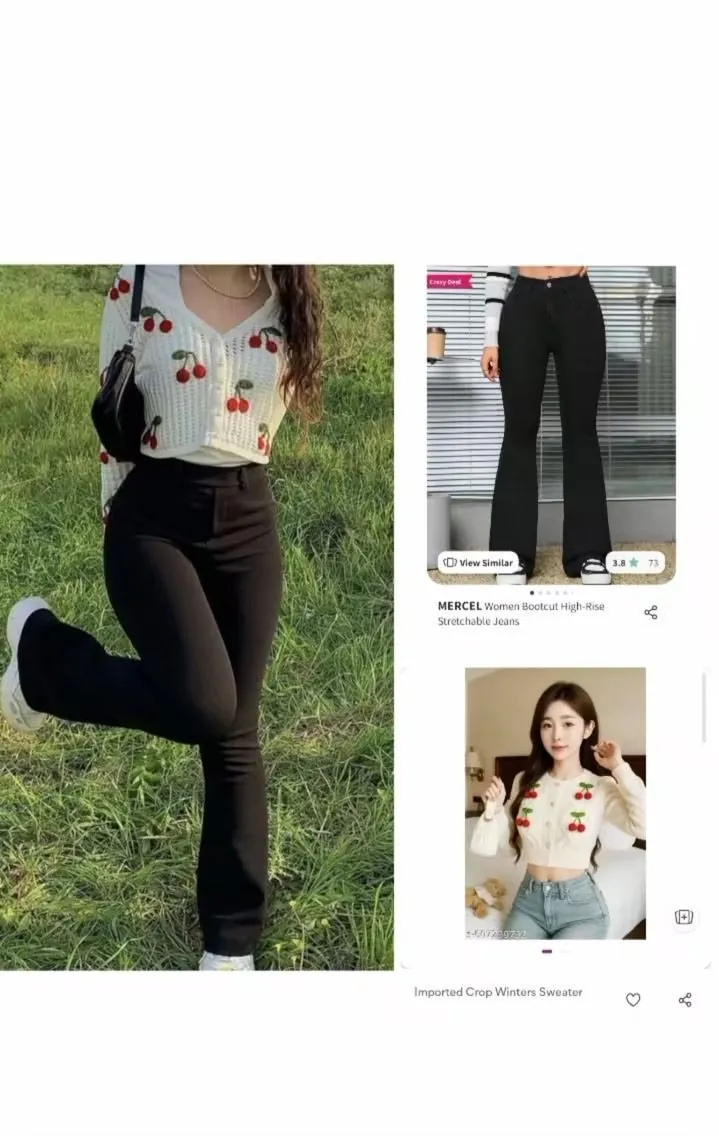 Crazy Deal
View Similar
3.8 ★ 73
MERCEL Women Bootcut High-Rise
Stretchable Jeans
Imported Crop Winters Sweater